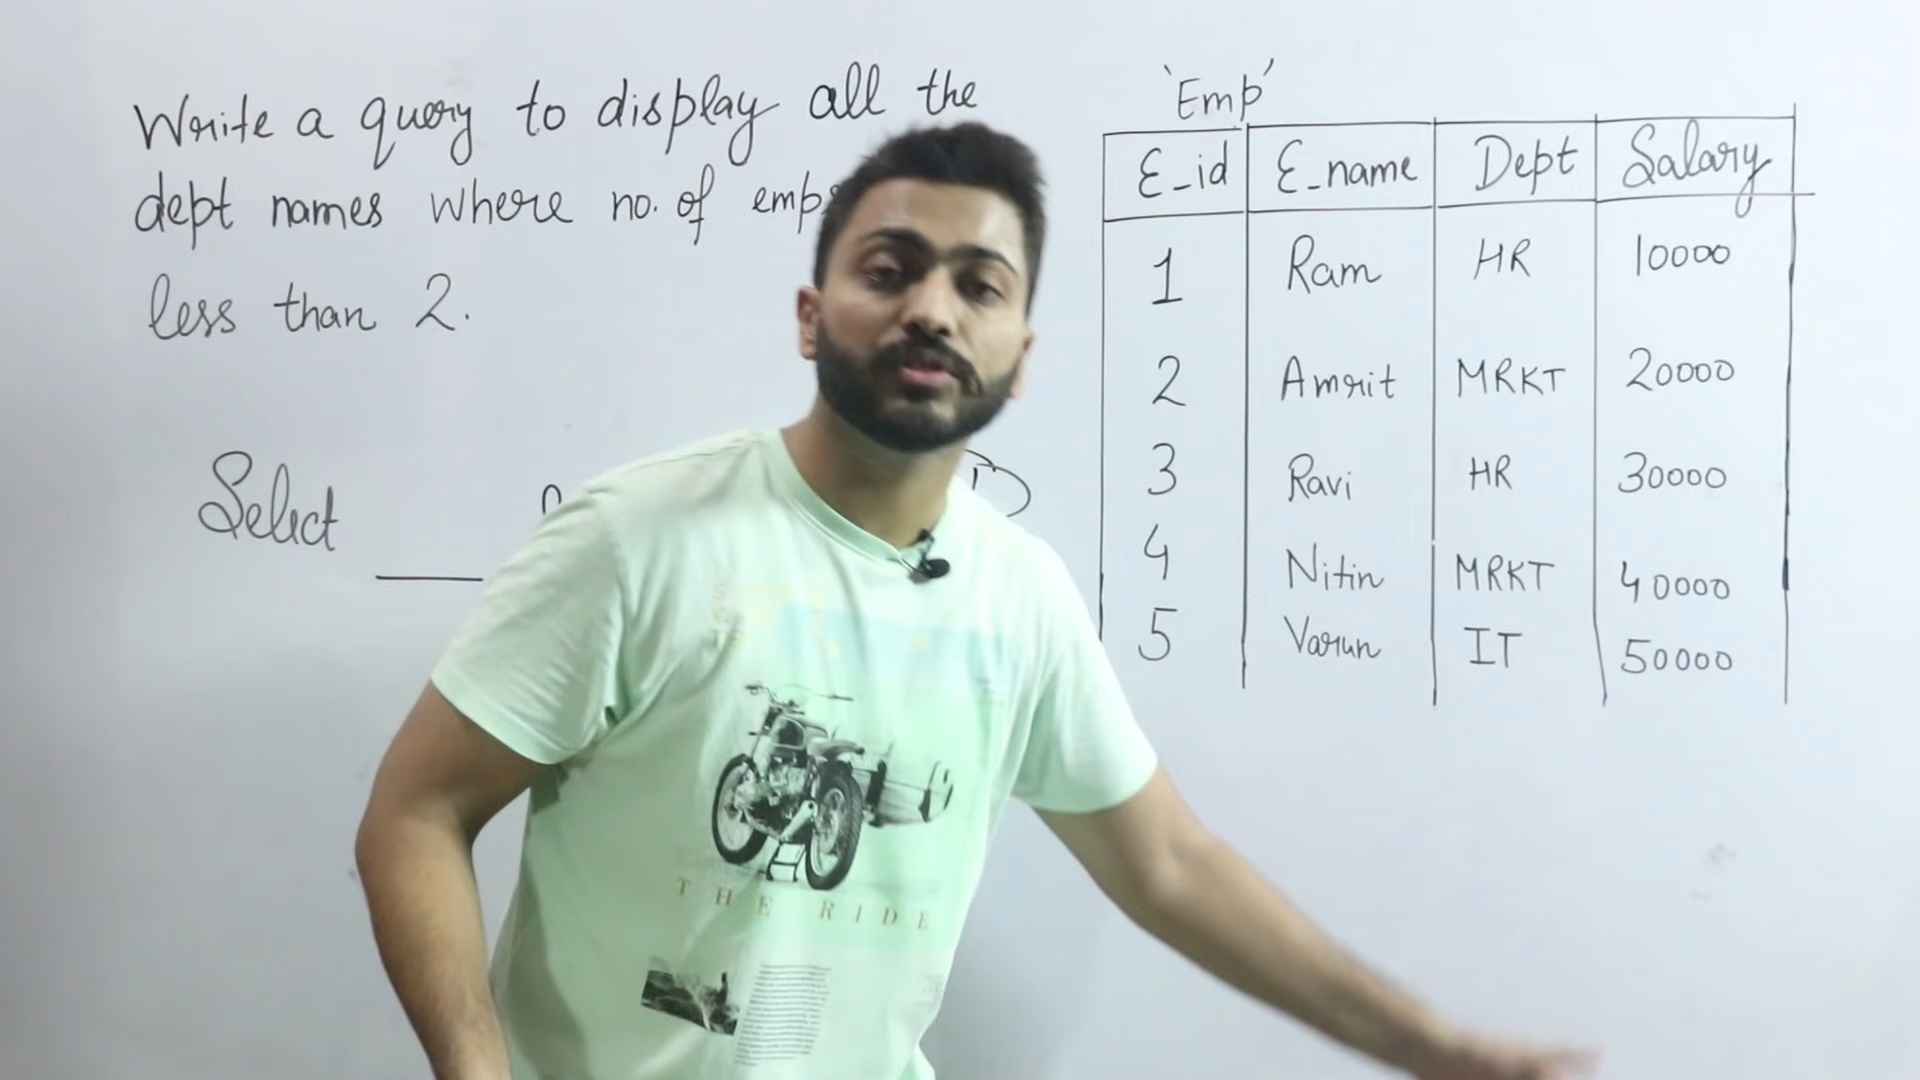 Write a query to display all the
dept names where no. of emps
less than 2.
Select
'Emp'
E_id E_name Dept Salary
1 Ram HR 10000
2 Amrit MRKT 20000
3 Ravi HR 30000
4 Nitin MRKT 40000
5 Varun IT 50000
THE RIDE